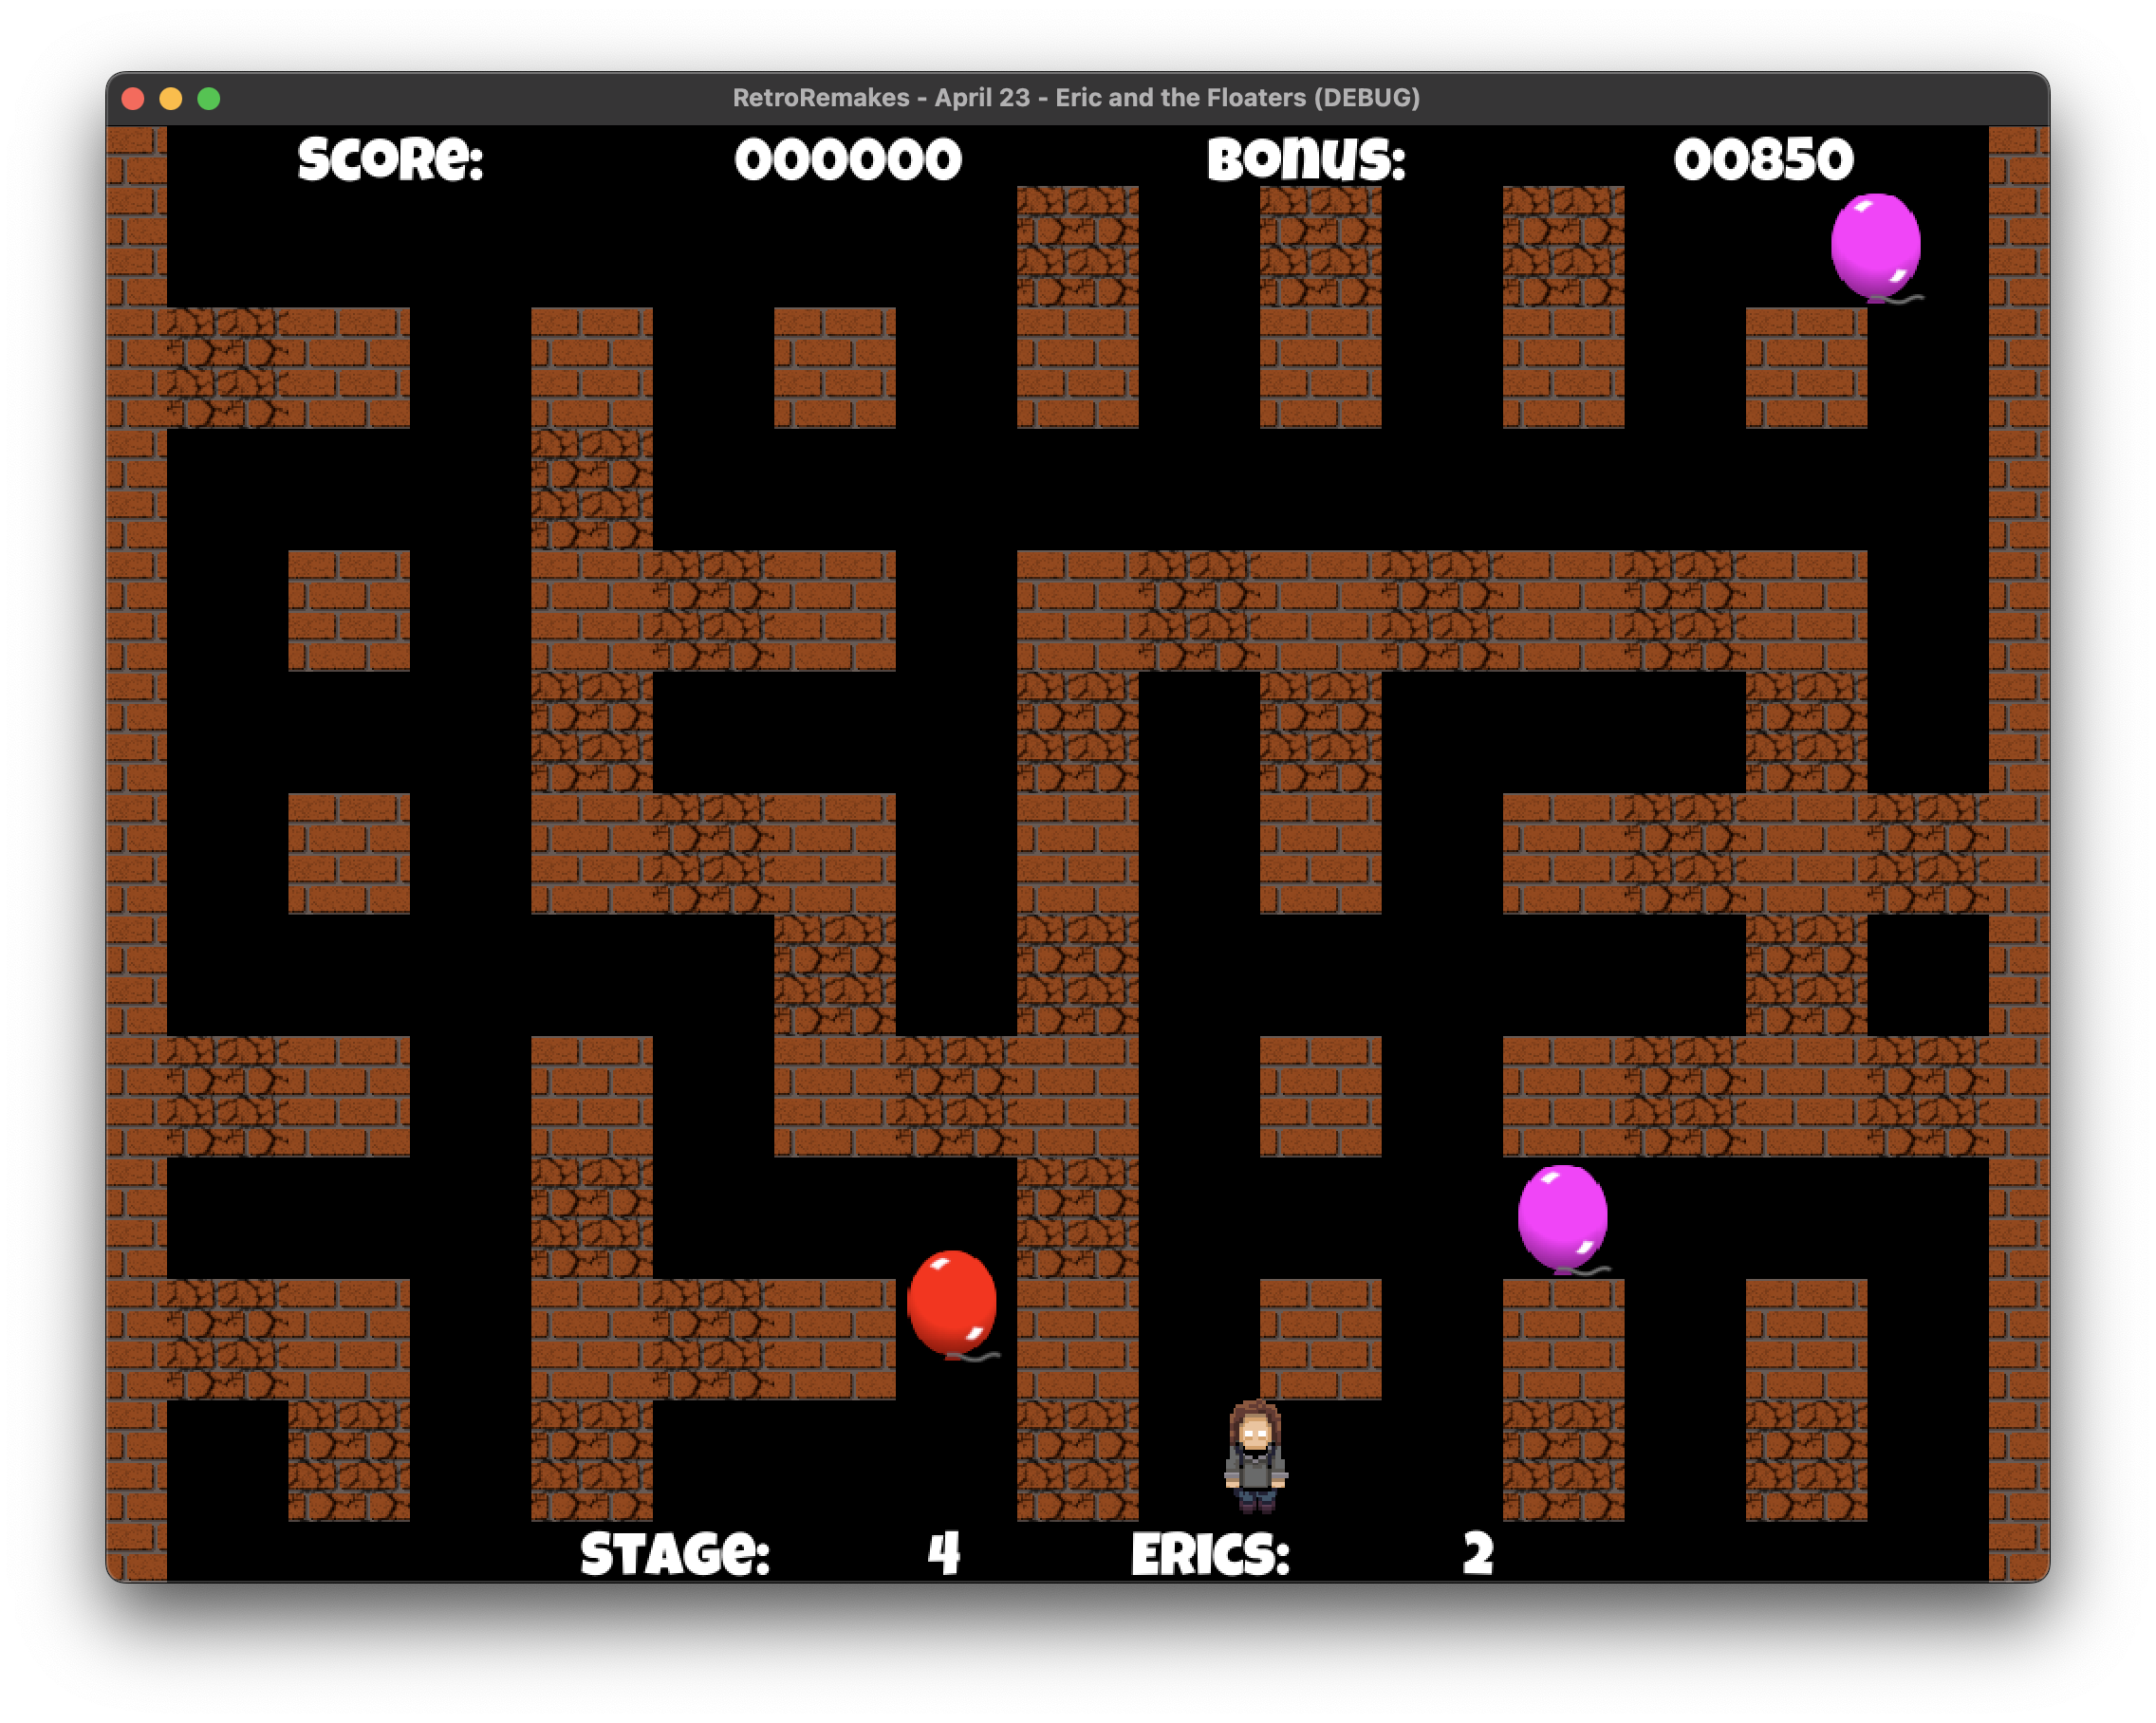 RetroRemakes - April 23 - Eric and the Floaters (DEBUG)
Score: 000000 Bonus: 00850
Stage: 4 Erics: 2